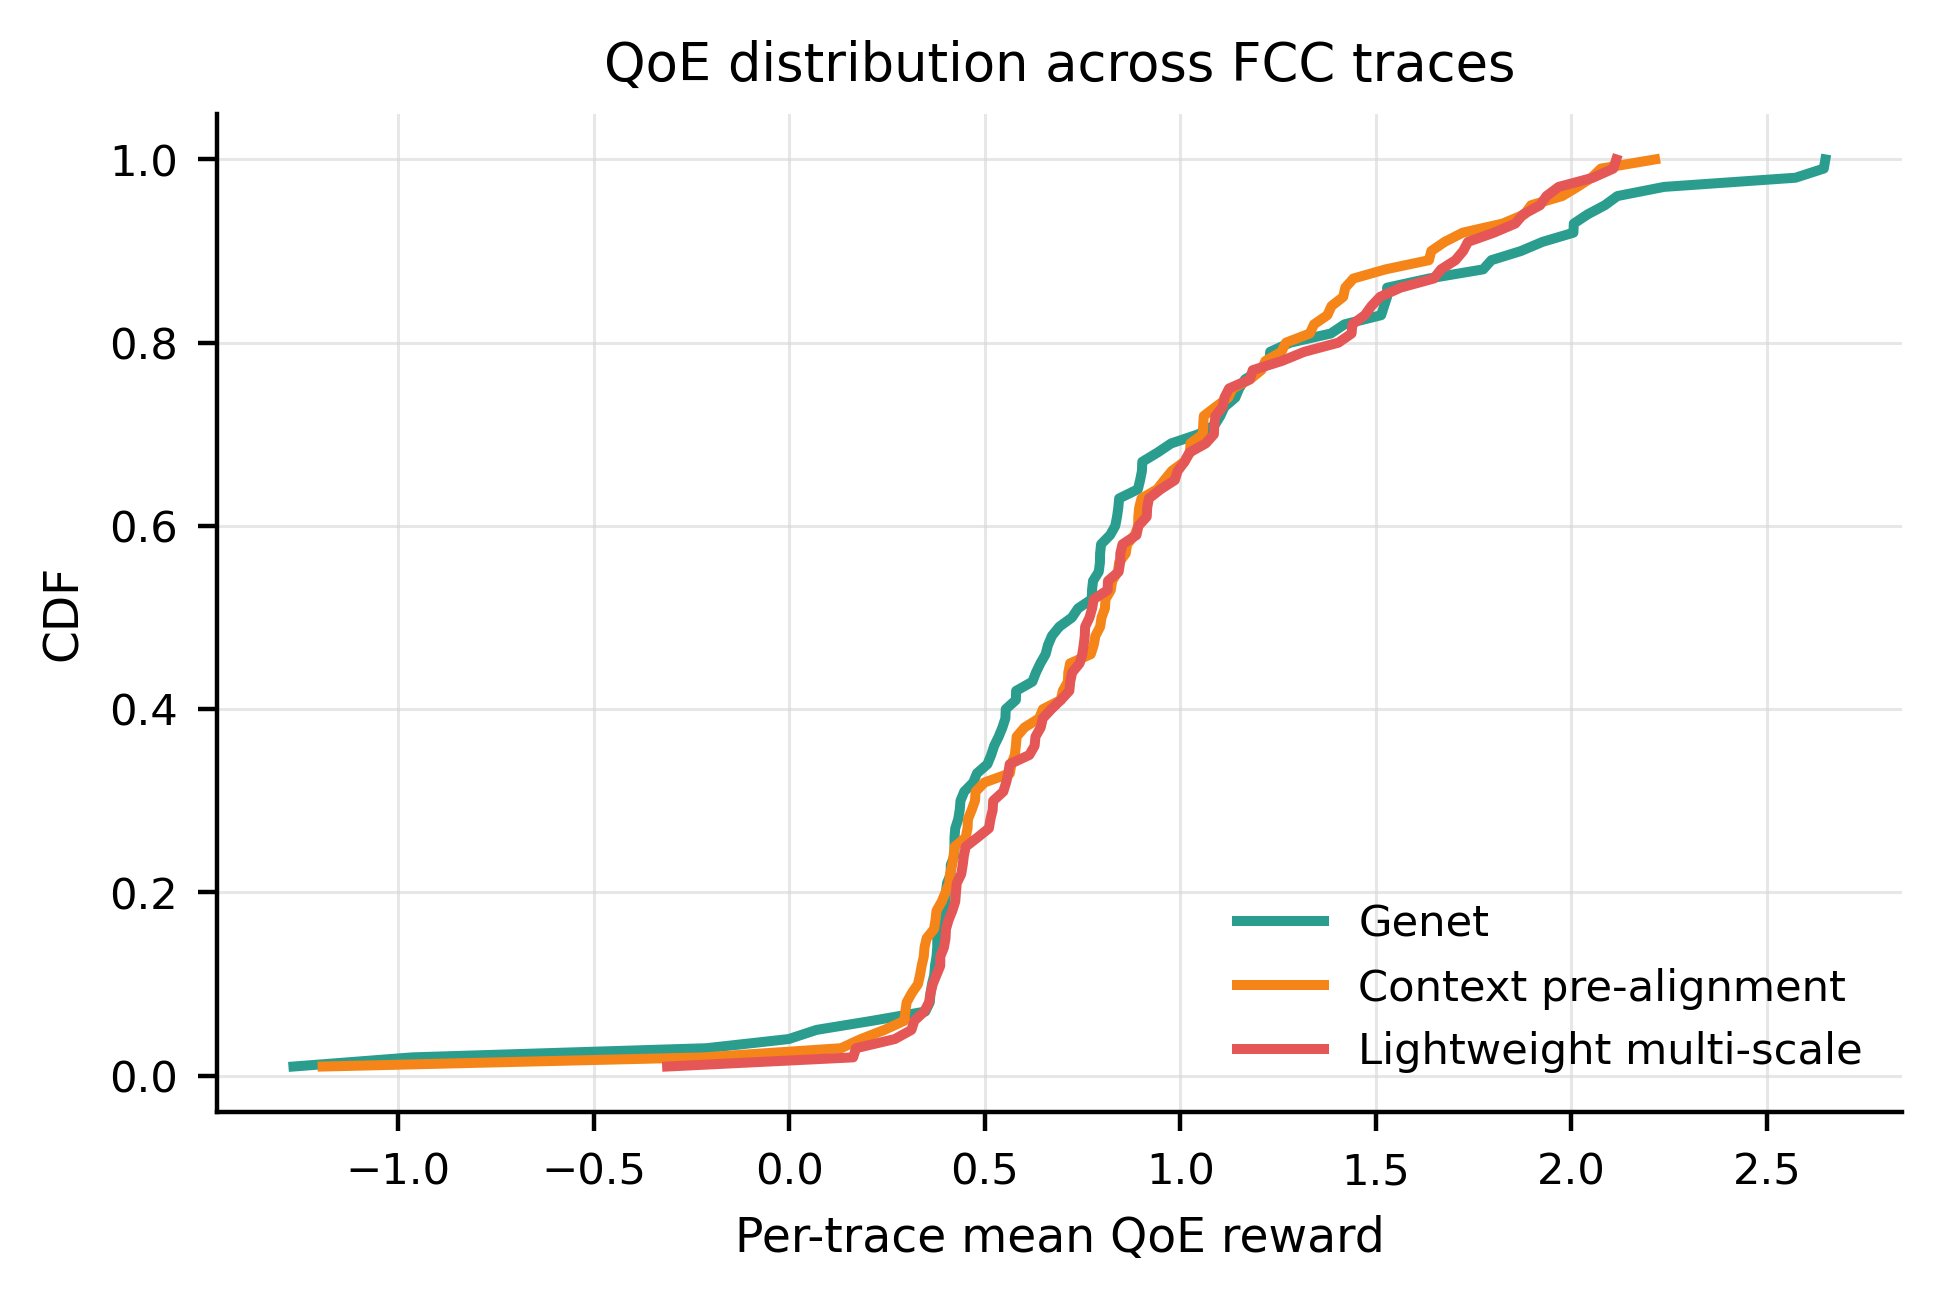 QoE distribution across FCC traces
1.0
0.8
0.6
0.4
0.2
0.0
CDF
Genet
Context pre-alignment
Lightweight multi-scale
−1.0 −0.5 0.0 0.5 1.0 1.5 2.0 2.5
Per-trace mean QoE reward